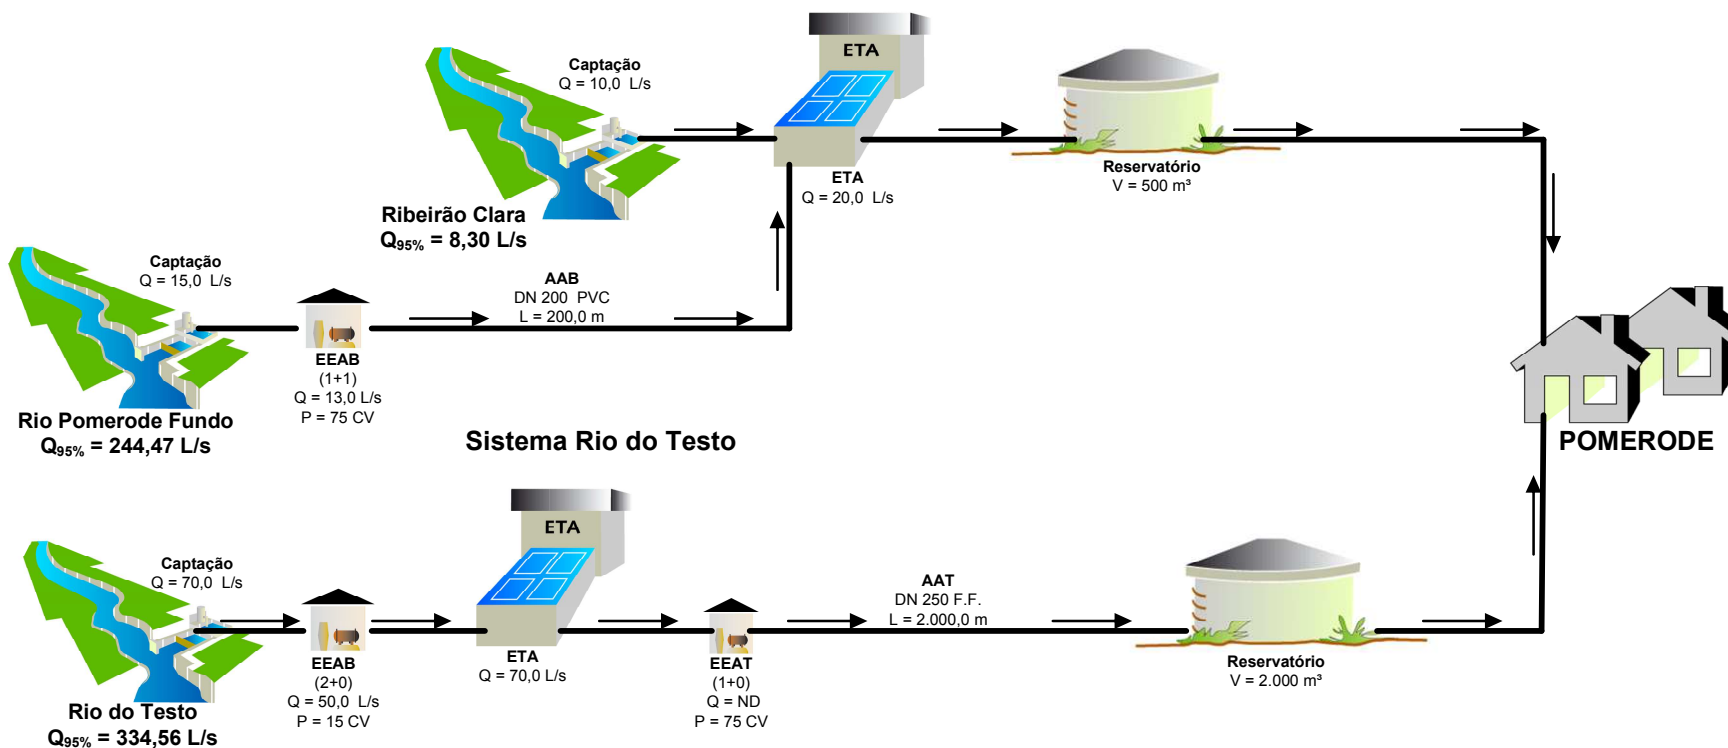 ETA
Captação
Q = 10,0 L/s
Ribeirão Clara
Q95% = 8,30 L/s
ETA
Q = 20,0 L/s
Reservatório
V = 500 m³
Captação
Q = 15,0 L/s
Rio Pomerode Fundo
Q95% = 244,47 L/s
EEAB
(1+1)
Q = 13,0 L/s
P = 75 CV
AAB
DN 200 PVC
L = 200,0 m
POMERODE
Sistema Rio do Testo
Captação
Q = 70,0 L/s
Rio do Testo
Q95% = 334,56 L/s
EEAB
(2+0)
Q = 50,0 L/s
P = 15 CV
ETA
ETA
Q = 70,0 L/s
EEAT
(1+0)
Q = ND
P = 75 CV
AAT
DN 250 F.F.
L = 2.000,0 m
Reservatório
V = 2.000 m³